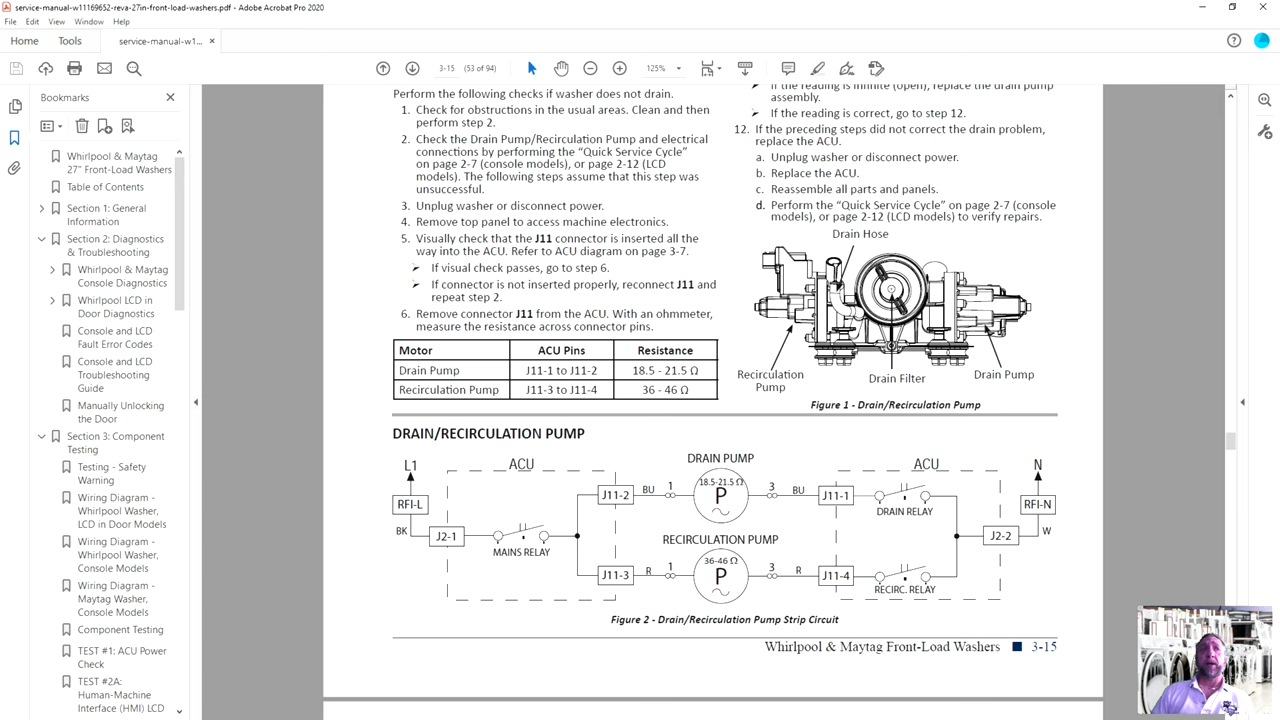 service-manual-w11169652-reva-27in-front-load-washers.pdf - Adobe Acrobat Pro 2020
File Edit View Window Help
Home Tools service-manual-w1...
3-15 (53 of 94) 125%
Bookmarks
Whirlpool & Maytag
27" Front-Load Washers
Table of Contents
Section 1: General
Information
Section 2: Diagnostics
& Troubleshooting
Whirlpool & Maytag
Console Diagnostics
Whirlpool LCD in
Door Diagnostics
Console and LCD
Fault Error Codes
Console and LCD
Troubleshooting
Guide
Manually Unlocking
the Door
Section 3: Component
Testing
Testing - Safety
Warning
Wiring Diagram -
Whirlpool Washer,
LCD in Door Models
Wiring Diagram -
Whirlpool Washer,
Console Models
Wiring Diagram -
Maytag Washer,
Console Models
Component Testing
TEST #1: ACU Power
Check
TEST #2A:
Human-Machine
Interface (HMI) LCD
Perform the following checks if washer does not drain.
1. Check for obstructions in the usual areas. Clean and then
perform step 2.
2. Check the Drain Pump/Recirculation Pump and electrical
connections by performing the “Quick Service Cycle”
on page 2-7 (console models), or page 2-12 (LCD
models). The following steps assume that this step was
unsuccessful.
3. Unplug washer or disconnect power.
4. Remove top panel to access machine electronics.
5. Visually check that the J11 connector is inserted all the
way into the ACU. Refer to ACU diagram on page 3-7.
➢ If visual check passes, go to step 6.
➢ If connector is not inserted properly, reconnect J11 and
repeat step 2.
6. Remove connector J11 from the ACU. With an ohmmeter,
measure the resistance across connector pins.
Motor ACU Pins Resistance
Drain Pump J11-1 to J11-2 18.5 - 21.5 Ω
Recirculation Pump J11-3 to J11-4 36 - 46 Ω
➢ If the reading is infinite (open), replace the drain pump
assembly.
➢ If the reading is correct, go to step 12.
12. If the preceding steps did not correct the drain problem,
replace the ACU.
a. Unplug washer or disconnect power.
b. Replace the ACU.
c. Reassemble all parts and panels.
d. Perform the “Quick Service Cycle” on page 2-7 (console
models), or page 2-12 (LCD models) to verify repairs.
Drain Hose
Recirculation
Pump
Drain Filter
Drain Pump
Figure 1 - Drain/Recirculation Pump
DRAIN/RECIRCULATION PUMP
L1 ACU DRAIN PUMP ACU N
RFI-L J11-2 BU 1 18.5-21.5 Ω P 3 BU J11-1 DRAIN RELAY RFI-N
BK J2-1 MAINS RELAY RECIRCULATION PUMP J2-2 W
J11-3 R 1 36-46 Ω P 3 R J11-4 RECIRC. RELAY
Figure 2 - Drain/Recirculation Pump Strip Circuit
Whirlpool & Maytag Front-Load Washers ■ 3-15